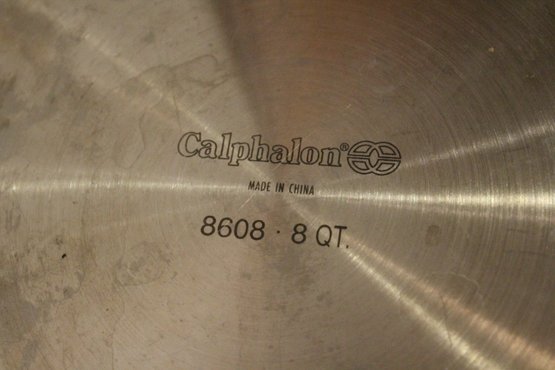 Calphalon®
MADE IN CHINA
8608 · 8 QT.